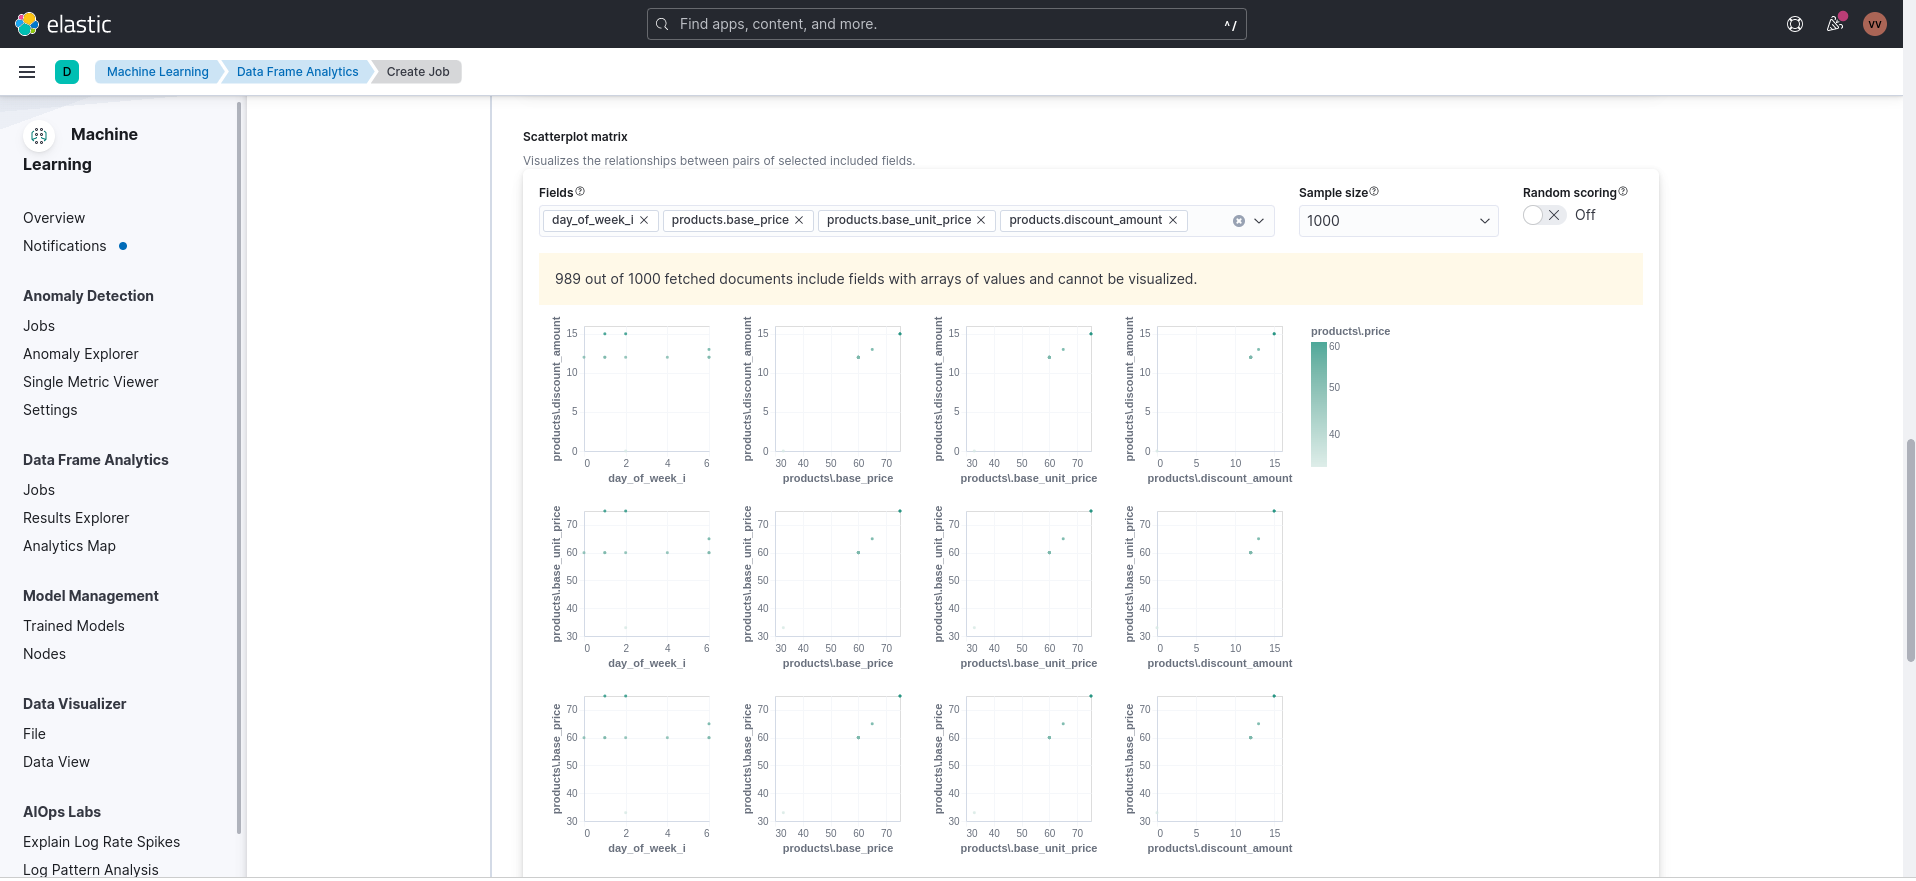 elastic
Find apps, content, and more.
^/
VV
D
Machine Learning
Data Frame Analytics
Create Job
Machine
Learning
Overview
Notifications
Anomaly Detection
Jobs
Anomaly Explorer
Single Metric Viewer
Settings
Data Frame Analytics
Jobs
Results Explorer
Analytics Map
Model Management
Trained Models
Nodes
Data Visualizer
File
Data View
AIOps Labs
Explain Log Rate Spikes
Log Pattern Analysis
Scatterplot matrix
Visualizes the relationships between pairs of selected included fields.
Fields
day_of_week_i
products.base_price
products.base_unit_price
products.discount_amount
Sample size
1000
Random scoring
Off
989 out of 1000 fetched documents include fields with arrays of values and cannot be visualized.
products\.discount_amount
15
10
5
0
0 2 4 6
day_of_week_i
products\.discount_amount
15
10
5
0
30 40 50 60 70
products\.base_price
products\.discount_amount
15
10
5
0
30 40 50 60 70
products\.base_unit_price
products\.discount_amount
15
10
5
0
0 5 10 15
products\.discount_amount
products\.price
60
50
40
products\.base_unit_price
70
60
50
40
30
0 2 4 6
day_of_week_i
products\.base_unit_price
70
60
50
40
30
30 40 50 60 70
products\.base_price
products\.base_unit_price
70
60
50
40
30
30 40 50 60 70
products\.base_unit_price
products\.base_unit_price
70
60
50
40
30
0 5 10 15
products\.discount_amount
products\.base_price
70
60
50
40
30
0 2 4 6
day_of_week_i
products\.base_price
70
60
50
40
30
30 40 50 60 70
products\.base_price
products\.base_price
70
60
50
40
30
30 40 50 60 70
products\.base_unit_price
products\.base_price
70
60
50
40
30
0 5 10 15
products\.discount_amount